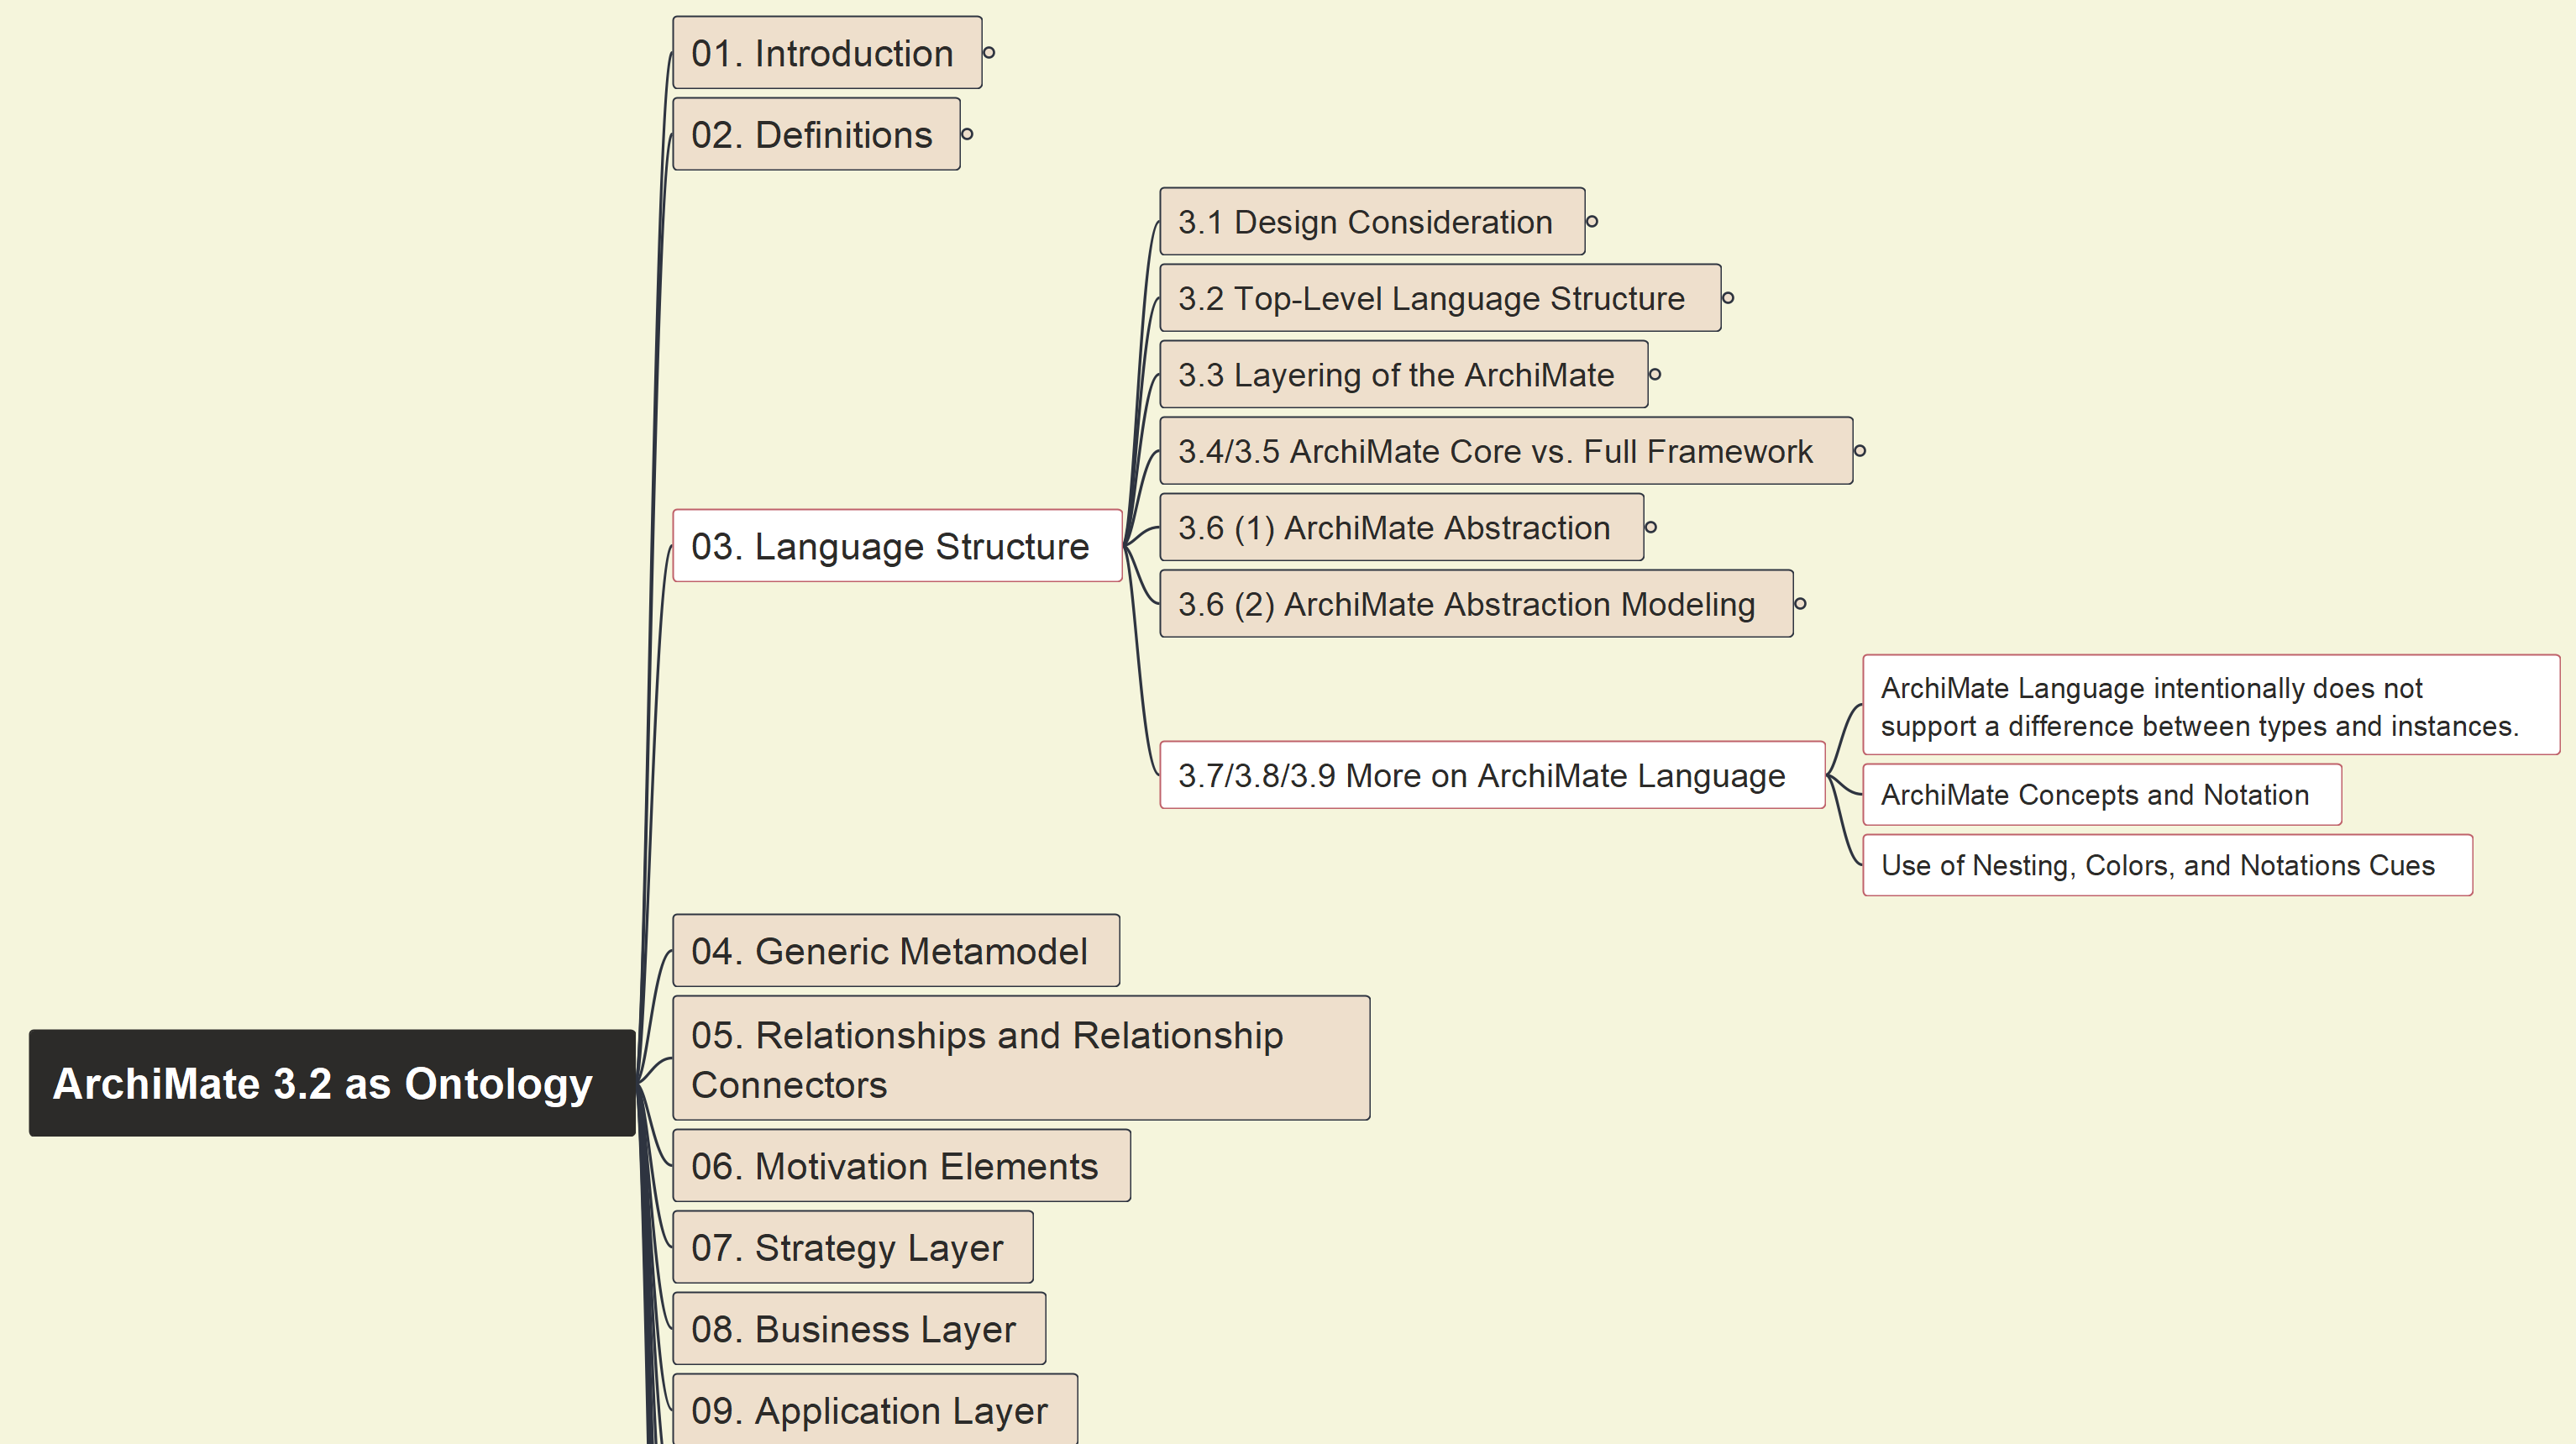 01. Introduction
02. Definitions
3.1 Design Consideration
3.2 Top-Level Language Structure
3.3 Layering of the ArchiMate
3.4/3.5 ArchiMate Core vs. Full Framework
3.6 (1) ArchiMate Abstraction
03. Language Structure
3.6 (2) ArchiMate Abstraction Modeling
3.7/3.8/3.9 More on ArchiMate Language
ArchiMate Language intentionally does not
support a difference between types and instances.
ArchiMate Concepts and Notation
Use of Nesting, Colors, and Notations Cues
04. Generic Metamodel
05. Relationships and Relationship
Connectors
ArchiMate 3.2 as Ontology
06. Motivation Elements
07. Strategy Layer
08. Business Layer
09. Application Layer